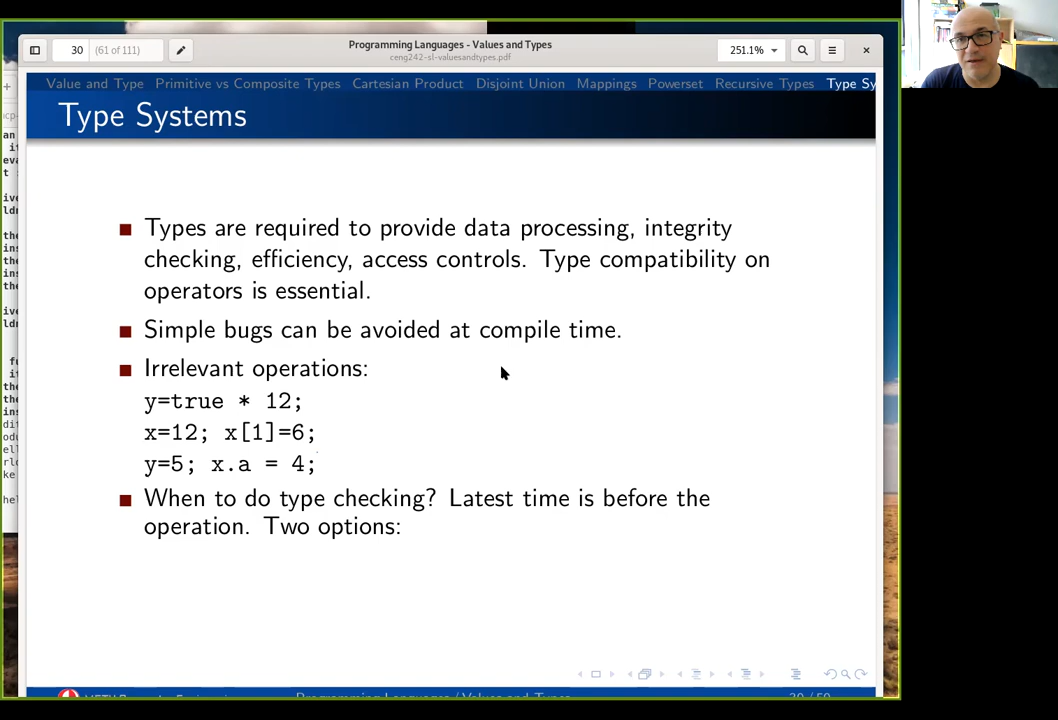 30 (61 of 111)
Programming Languages - Values and Types
ceng242-sl-valuesandtypes.pdf
251.1%
Value and Type Primitive vs Composite Types Cartesian Product Disjoint Union Mappings Powerset Recursive Types Type Sy
Type Systems
Types are required to provide data processing, integrity
checking, efficiency, access controls. Type compatibility on
operators is essential.
Simple bugs can be avoided at compile time.
Irrelevant operations:
y=true * 12;
x=12; x[1]=6;
y=5; x.a = 4;
When to do type checking? Latest time is before the
operation. Two options:
Programming Languages / Values and Types
30 / 50